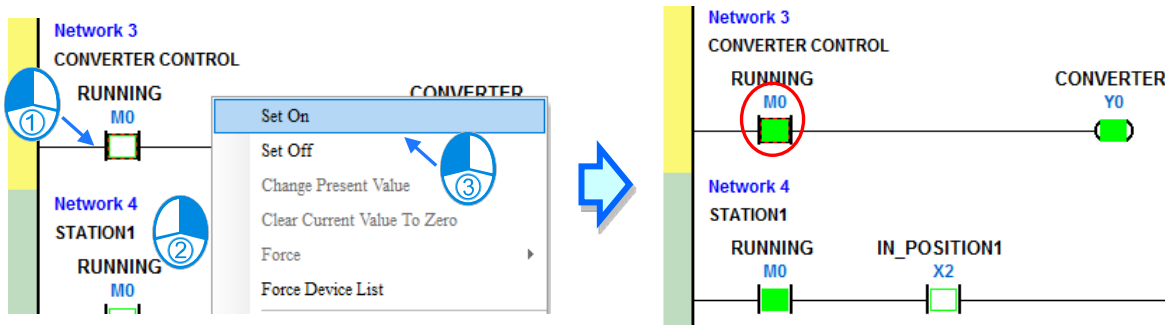 Network 3
CONVERTER CONTROL
RUNNING
CONVERTER
M0
①
Set On
Set Off
Change Present Value
③
Clear Current Value To Zero
Force
Force Device List
Network 4
STATION1
②
RUNNING
M0
Network 3
CONVERTER CONTROL
RUNNING
CONVERTER
M0
Y0
Network 4
STATION1
RUNNING
IN_POSITION1
M0
X2